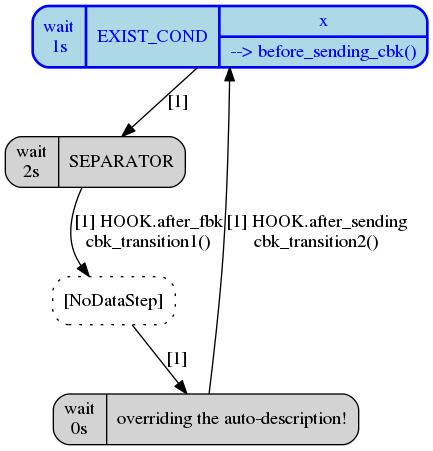 wait
1s
EXIST_COND
x
--> before_sending_cbk()
[1]
wait
2s
SEPARATOR
[1] HOOK.after_fbk
cbk_transition1()
[1] HOOK.after_sending
cbk_transition2()
[NoDataStep]
[1]
wait
0s
overriding the auto-description!